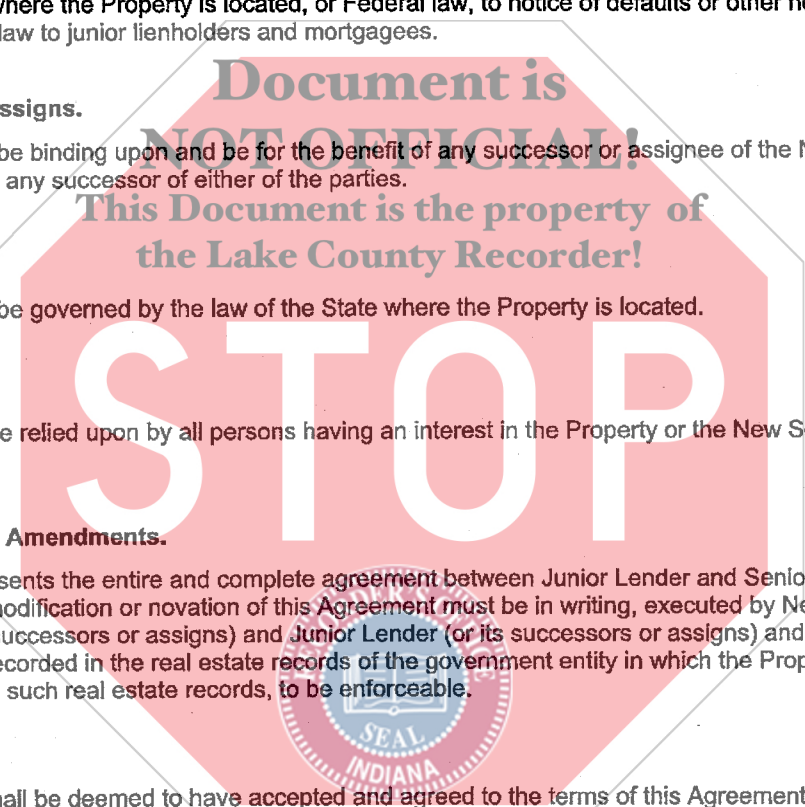 where the Property is located, or Federal law, to notice of defaults or other
law to junior lienholders and mortgagees.
Document is
ssigns.
NOT OFFICIAL!
be binding upon and be for the benefit of any successor or assignee of the
any successor of either of the parties.
This Document is the property of
the Lake County Recorder!
be governed by the law of the State where the Property is located.
STOP
e relied upon by all persons having an interest in the Property or the New S
Amendments.
sents the entire and complete agreement between Junior Lender and Senio
nodification or novation of this Agreement must be in writing, executed by Ne
uccessors or assigns) and Junior Lender (or its successors or assigns) and
ecorded in the real estate records of the government entity in which the Prop
such real estate records, to be enforceable.
RECORDER'S OFFICE
SEAL
INDIANA
hall be deemed to have accepted and agreed to the terms of this Agreement